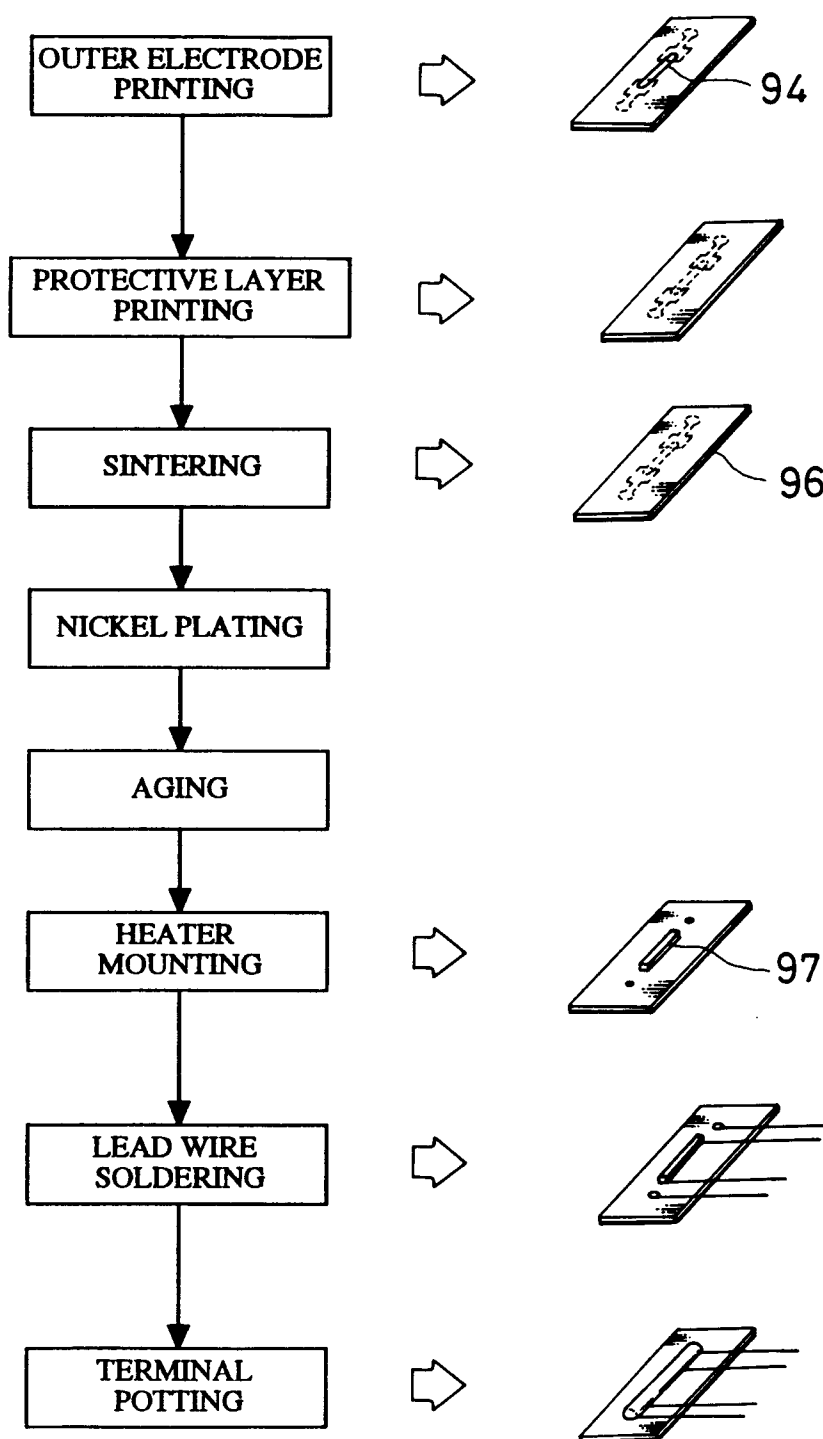 OUTER ELECTRODE
PRINTING
94
PROTECTIVE LAYER
PRINTING
SINTERING
96
NICKEL PLATING
AGING
HEATER
MOUNTING
97
LEAD WIRE
SOLDERING
TERMINAL
POTTING